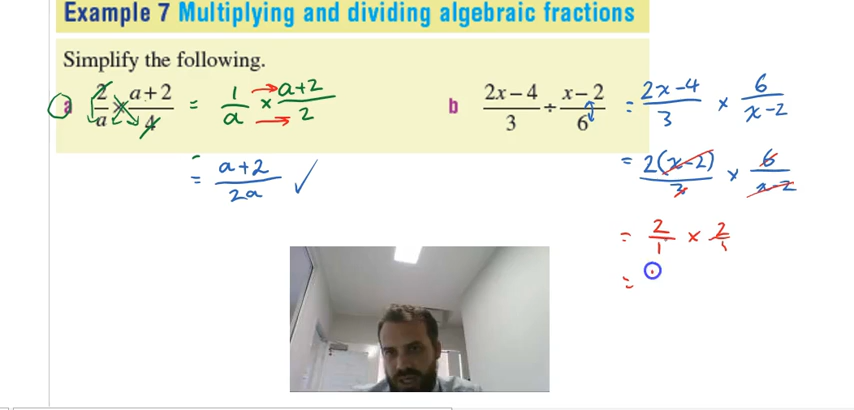 Example 7 Multiplying and dividing algebraic fractions
Simplify the following.
a 2/a × (a+2)/4 = 1/a × (a+2)/2
= (a+2)/2a ✓
b (2x−4)/3 ÷ (x−2)/6 = (2x−4)/3 × 6/(x−2)
= 2(x−2)/3 × 6/(x−2)
= 2/1 × 2/1
=